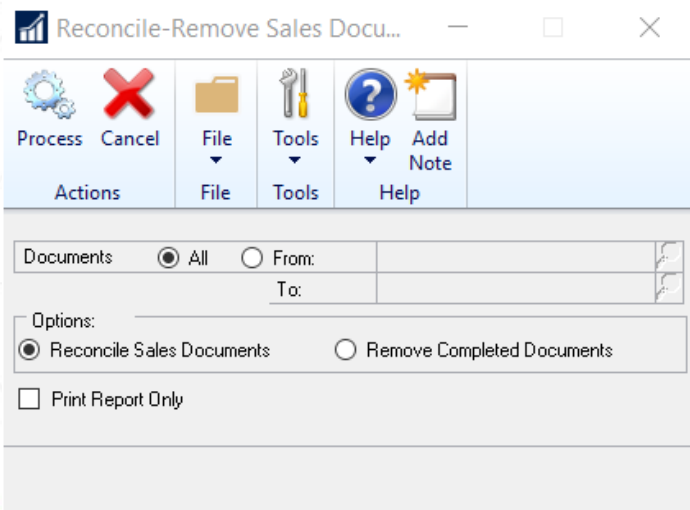 Reconcile-Remove Sales Docu...
Process Cancel File Tools Help Add Note
Actions File Tools Help
Documents All From:
To:
Options:
Reconcile Sales Documents Remove Completed Documents
Print Report Only